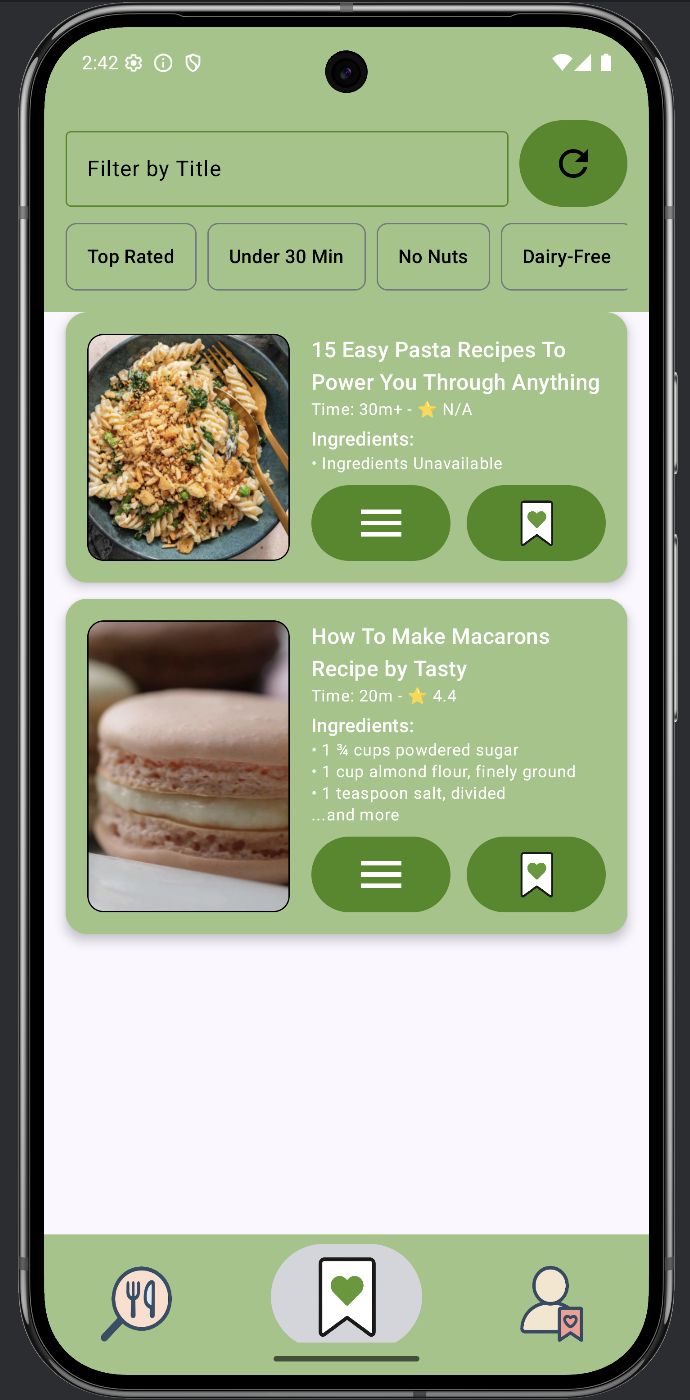 2:42
Filter by Title
Top Rated Under 30 Min No Nuts Dairy-Free
15 Easy Pasta Recipes To
Power You Through Anything
Time: 30m+ - ⭐ N/A
Ingredients:
• Ingredients Unavailable
How To Make Macarons
Recipe by Tasty
Time: 20m - ⭐ 4.4
Ingredients:
• 1 ¾ cups powdered sugar
• 1 cup almond flour, finely ground
• 1 teaspoon salt, divided
...and more